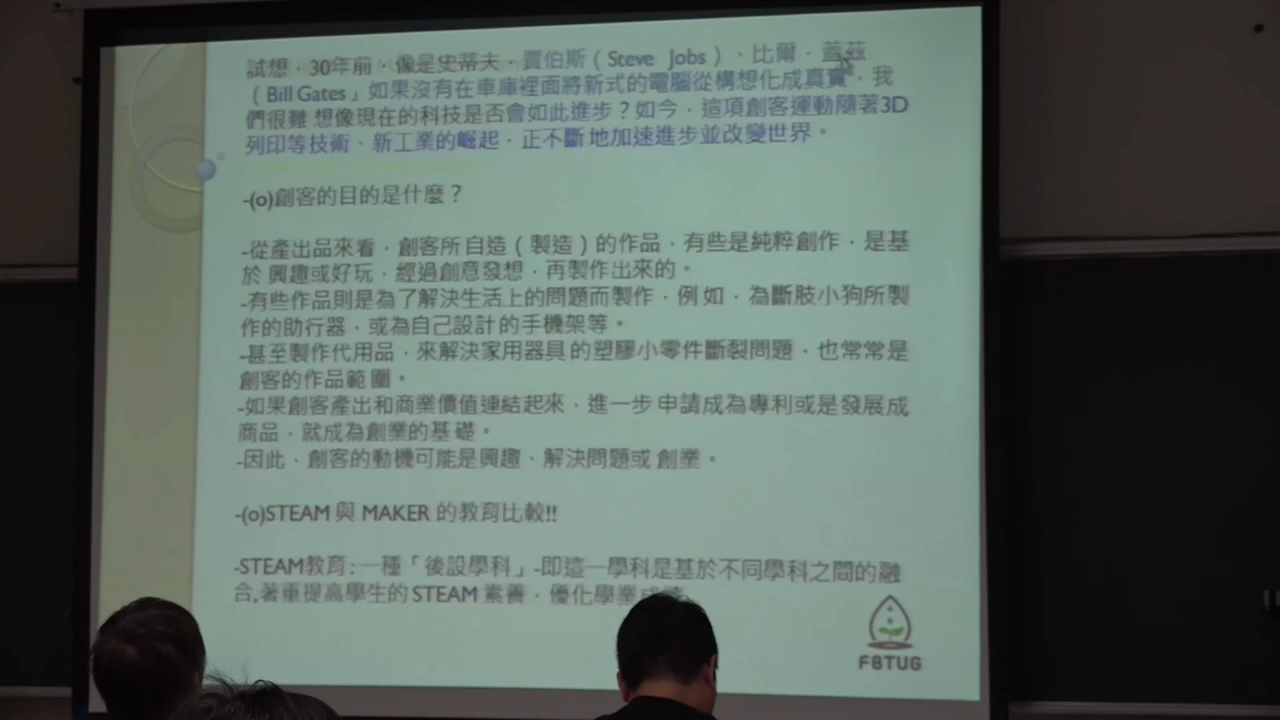 試想，30年前，像是史蒂夫．賈伯斯（Steve Jobs）、比爾．蓋茲
（Bill Gates」如果沒有在車庫裡面將新式的電腦從構想化成真實，我
們很難 想像現在的科技是否會如此進步？如今，這項創客運動隨著3D
列印等技術、新工業的崛起，正不斷 地加速進步並改變世界。
-(o)創客的目的是什麼？
-從產出品來看，創客所 自造（製造）的作品，有些是純粹創作，是基
於 興趣或好玩，經過創意發想，再製作出來的。
-有些作品則是為了解決生活上的問題而製作，例 如，為斷肢小狗所製
作的助行器，或為自己設計 的手機架等。
-甚至製作代用品，來解決家用器具 的塑膠小零件斷裂問題，也常常是
創客的作品範 圍。
-如果創客產出和商業價值連結起來，進一步 申請成為專利或是發展成
商品，就成為創業的基 礎。
-因此，創客的動機可能是興趣、解決問題或 創業。
-(o)STEAM 與 MAKER 的教育比較!!
-STEAM教育:一種「後設學科」-即這一學科是基於不同學科之間的融
合,著重提高學生的 STEAM 素養，優化學業
FBTUG